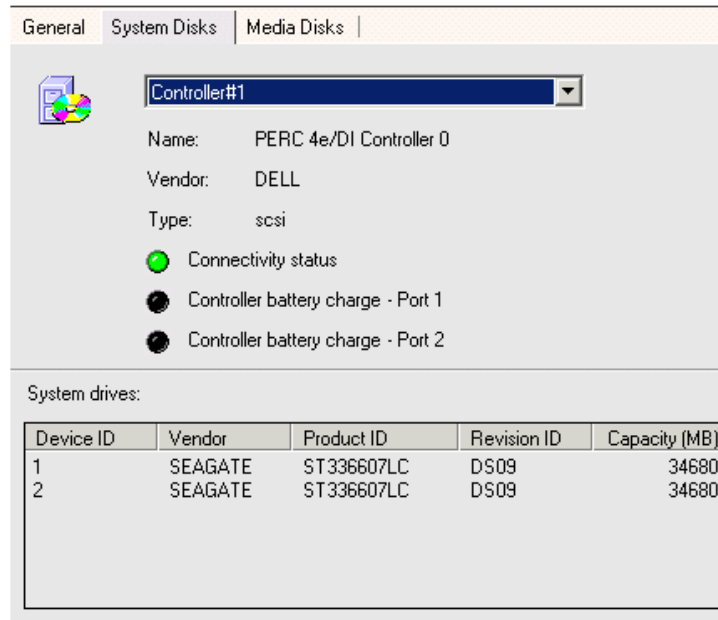 General System Disks Media Disks
Controller#1
Name: PERC 4e/DI Controller 0
Vendor: DELL
Type: scsi
Connectivity status
Controller battery charge - Port 1
Controller battery charge - Port 2
System drives:
Device ID Vendor Product ID Revision ID Capacity (MB)
1 SEAGATE ST336607LC DS09 34680
2 SEAGATE ST336607LC DS09 34680